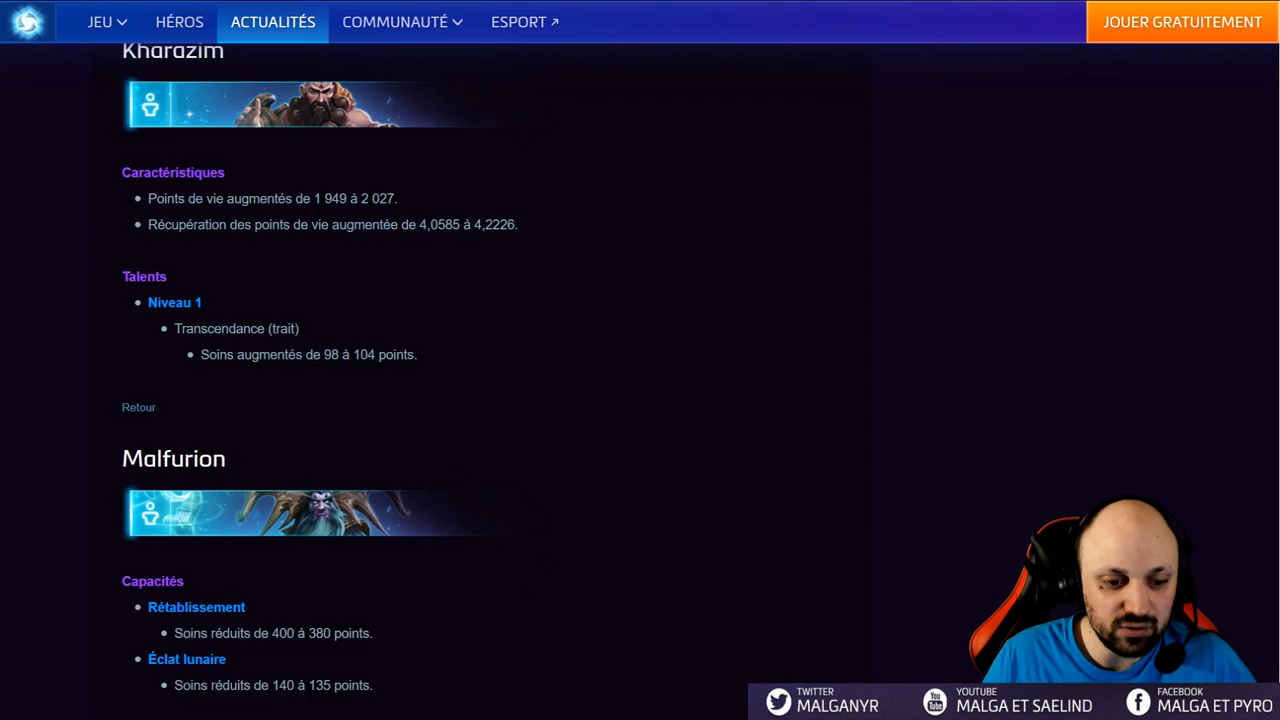 JEU HÉROS ACTUALITÉS COMMUNAUTÉ ESPORT JOUER GRATUITEMENT
Kharazim
Caractéristiques
Points de vie augmentés de 1 949 à 2 027.
Récupération des points de vie augmentée de 4,0585 à 4,2226.
Talents
Niveau 1
Transcendance (trait)
Soins augmentés de 98 à 104 points.
Retour
Malfurion
Capacités
Rétablissement
Soins réduits de 400 à 380 points.
Éclat lunaire
Soins réduits de 140 à 135 points.
TWITTER
MALGANYR
You Tube
YOUTUBE
MALGA ET SAELIND
FACEBOOK
MALGA ET PYRO